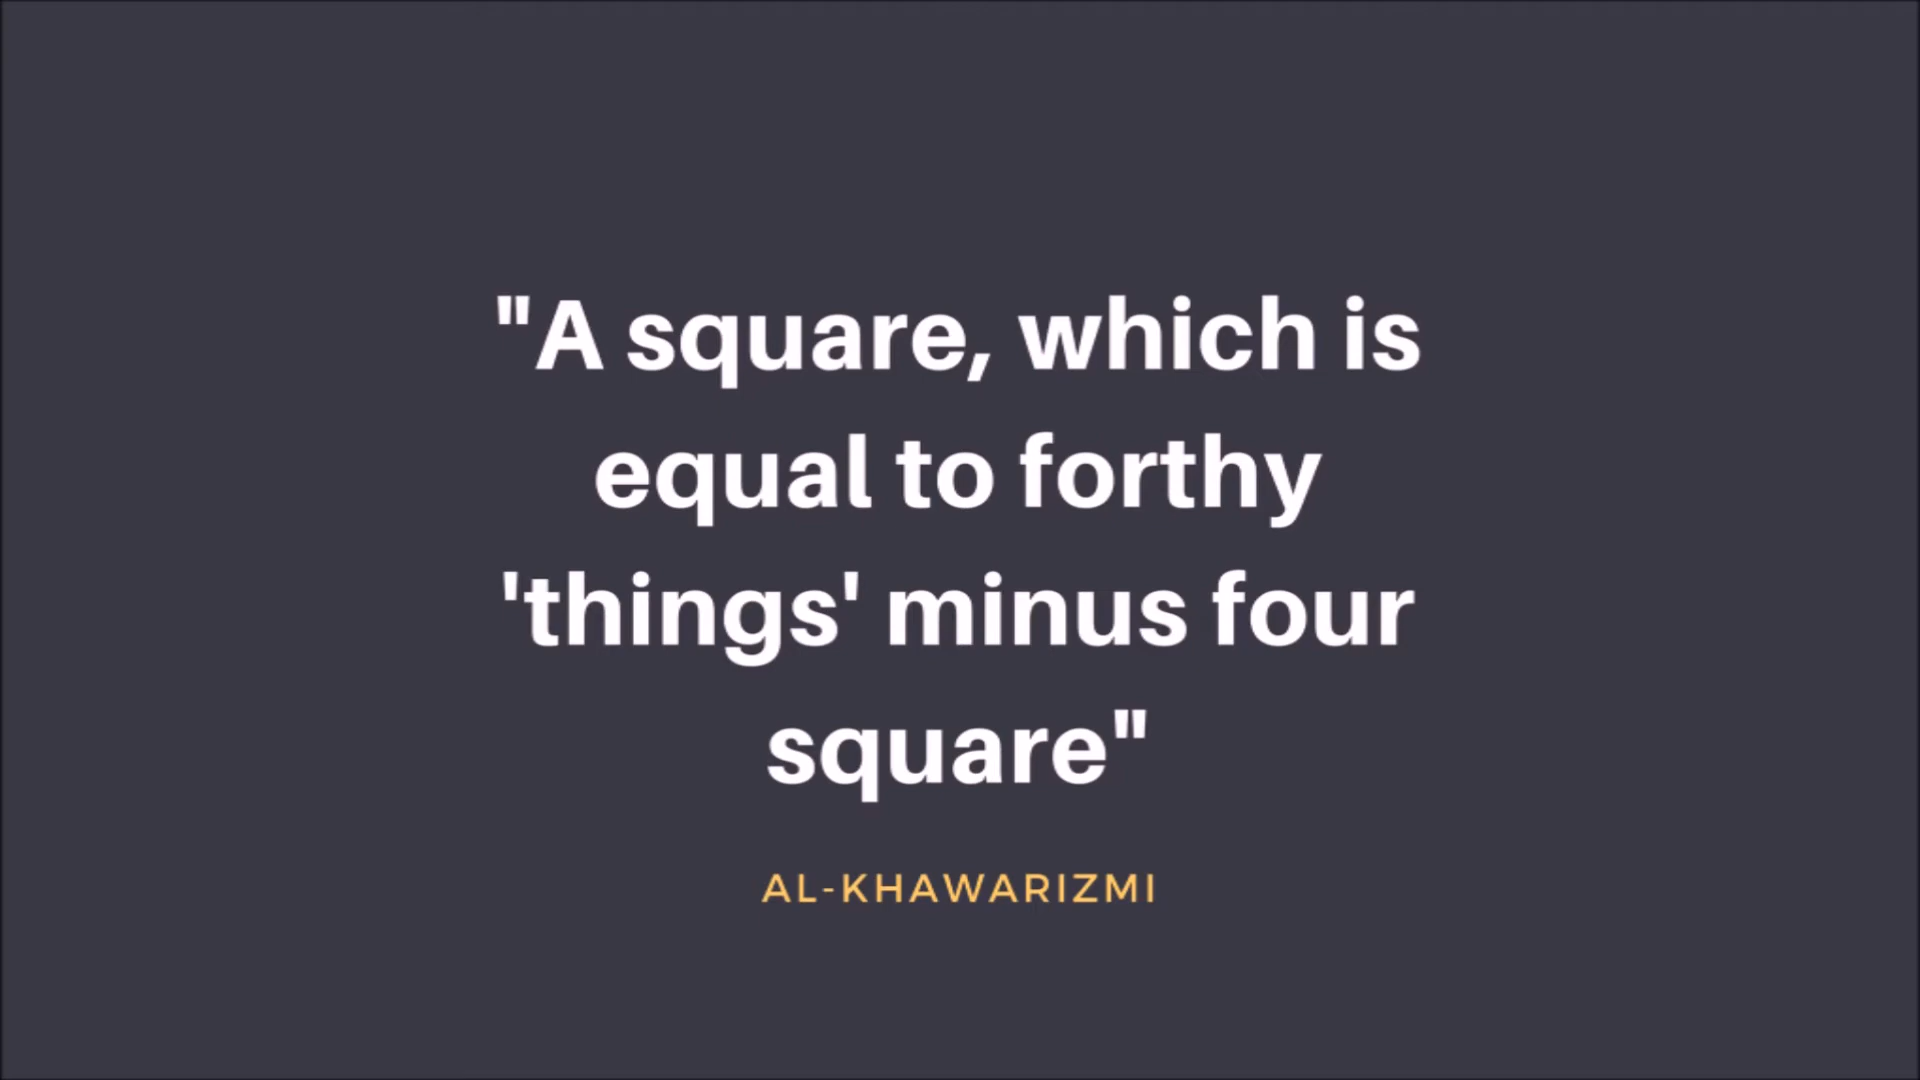 "A square, which is
equal to forthy
'things' minus four
square"
AL-KHAWARIZMI